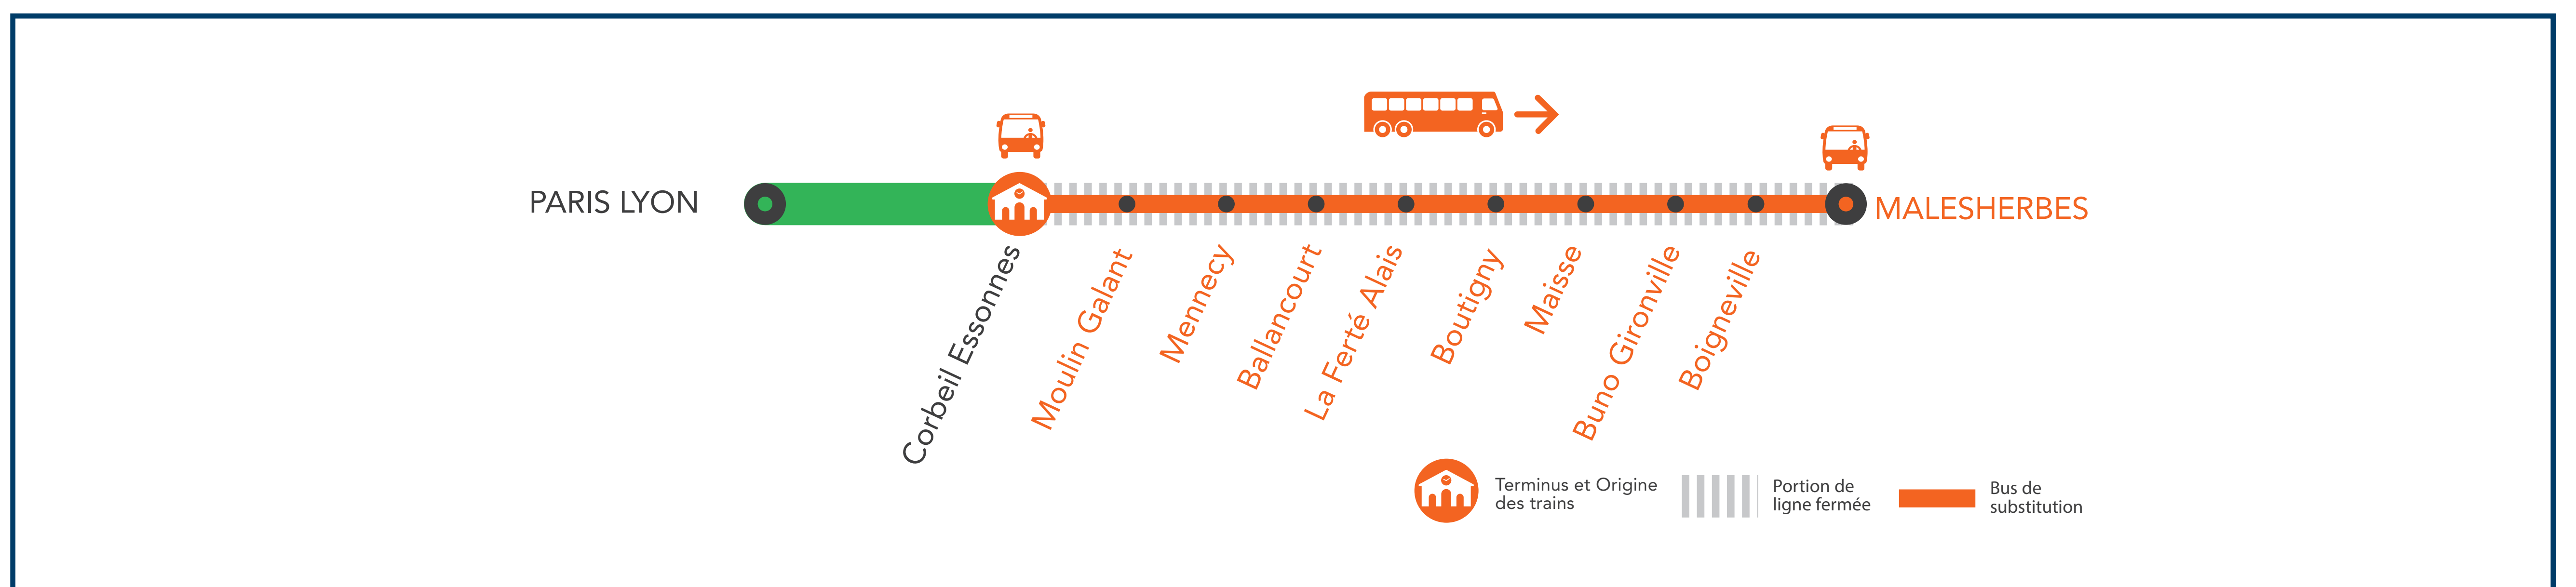 PARIS LYON
MALESHERBES
Corbeil Essonnes
Moulin Galant
Mennecy
Ballancourt
La Ferté Alais
Boutigny
Maisse
Buno Gironville
Boigneville
Terminus et Origine
des trains
Portion de
ligne fermée
Bus de
substitution